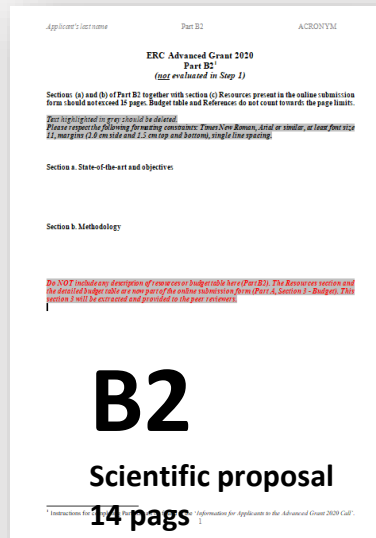 Applicant's last name Part B2 ACRONYM
ERC Advanced Grant 2020
Part B2¹
(not evaluated in Step 1)
Sections (a) and (b) of Part B2 together with section (c) Resources present in the online submission
form should not exceed 15 pages. Budget table and References do not count towards the page limits.
Text highlighted in grey should be deleted.
Please respect the following formatting constraints: Times New Roman, Arial or similar, at least font size
11, margins (2.0 cm side and 1.5 cm top and bottom), single line spacing.
Section a. State-of-the-art and objectives
Section b. Methodology
Do NOT include any description of resources or budget table here (Part B2). The Resources section and
the detailed budget table are now part of the online submission form (Part A, Section 3 – Budget). This
section 3 will be extracted and provided to the peer reviewers.
B2
Scientific proposal
14 pags
¹ Instructions for 'Information for Applicants to the Advanced Grant 2020 Call'.
1